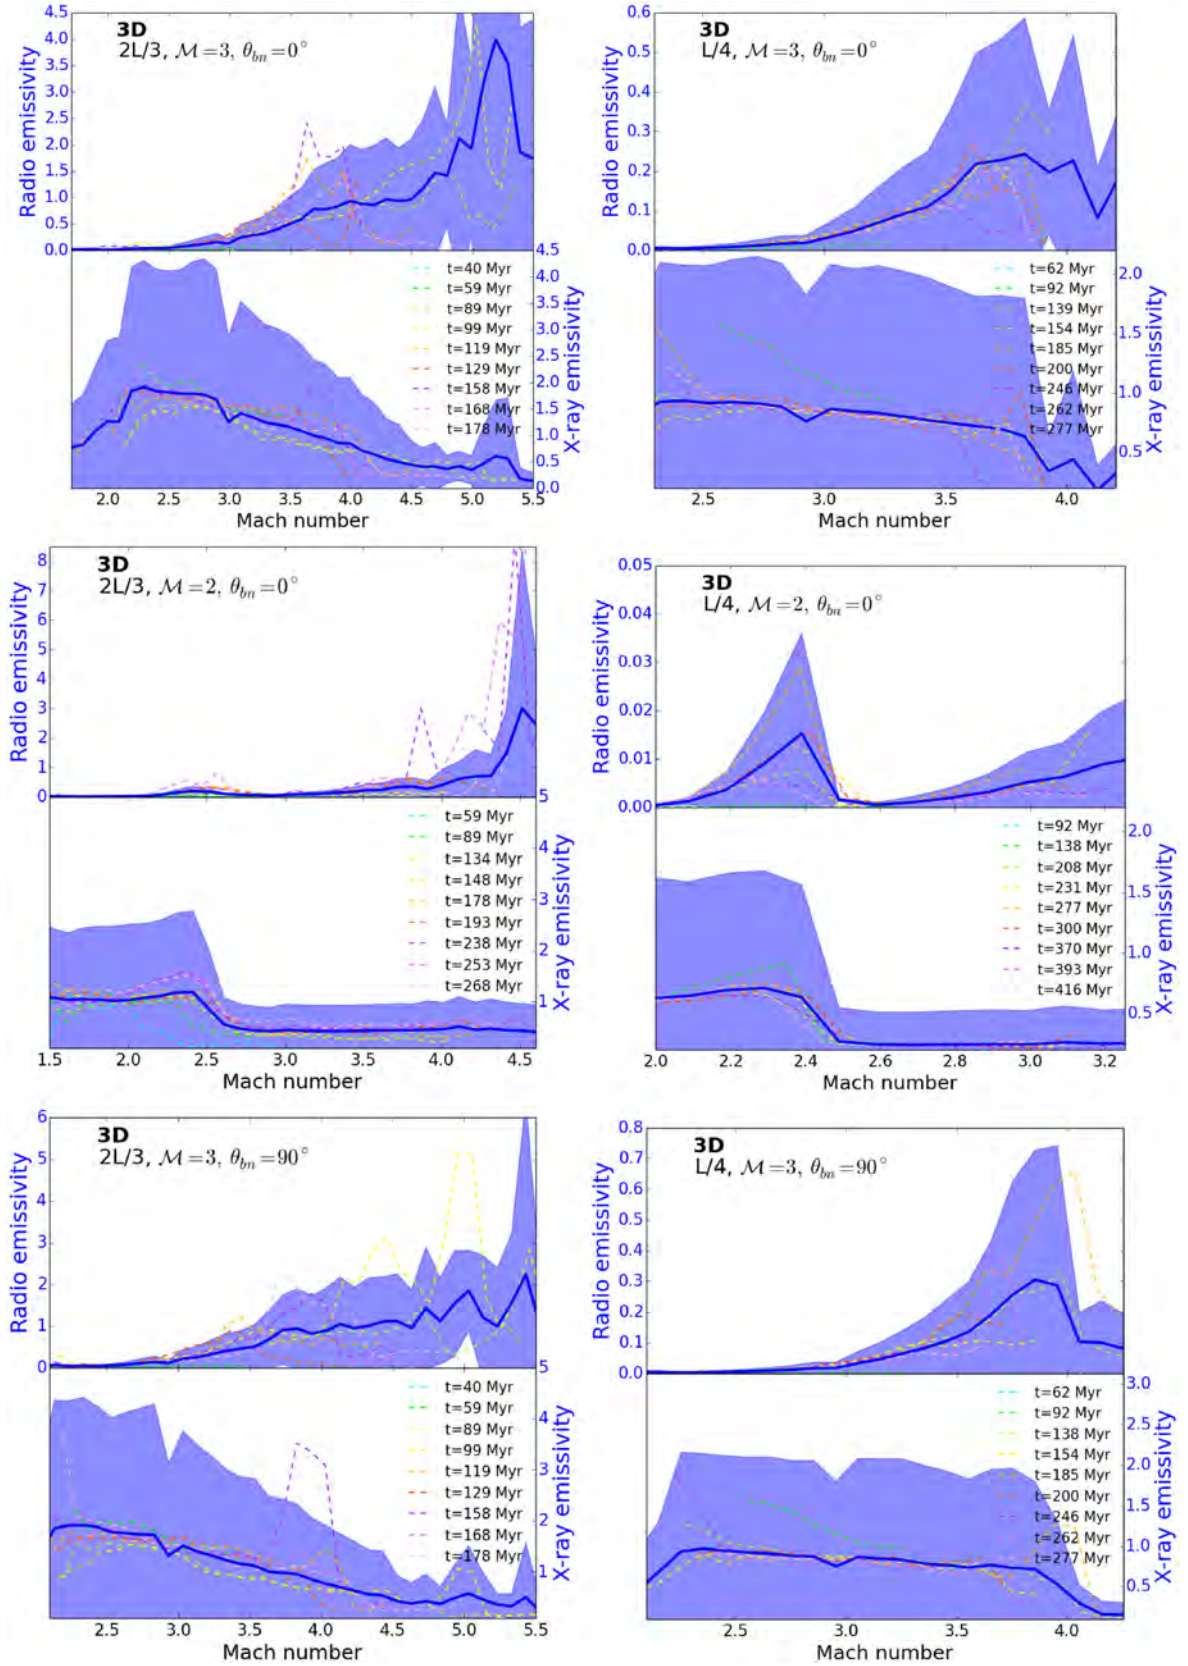 3D
2L/3, ℳ=3, θbn=0°
Radio emissivity
4.5
4.0
3.5
3.0
2.5
2.0
1.5
1.0
0.5
0.0
4.5
4.0
3.5
3.0
2.5
2.0
1.5
1.0
0.5
0.0
X-ray emissivity
t=40 Myr
t=59 Myr
t=89 Myr
t=99 Myr
t=119 Myr
t=129 Myr
t=158 Myr
t=168 Myr
t=178 Myr
2.0 2.5 3.0 3.5 4.0 4.5 5.0 5.5
Mach number
3D
L/4, ℳ=3, θbn=0°
Radio emissivity
0.6
0.5
0.4
0.3
0.2
0.1
0.0
2.0
1.5
1.0
0.5
X-ray emissivity
t=62 Myr
t=92 Myr
t=139 Myr
t=154 Myr
t=185 Myr
t=200 Myr
t=246 Myr
t=262 Myr
t=277 Myr
2.5 3.0 3.5 4.0
Mach number
3D
2L/3, ℳ=2, θbn=0°
Radio emissivity
8
7
6
5
4
3
2
1
0
5
4
3
2
1
X-ray emissivity
t=59 Myr
t=89 Myr
t=134 Myr
t=148 Myr
t=178 Myr
t=193 Myr
t=238 Myr
t=253 Myr
t=268 Myr
1.5 2.0 2.5 3.0 3.5 4.0 4.5
Mach number
3D
L/4, ℳ=2, θbn=0°
Radio emissivity
0.05
0.04
0.03
0.02
0.01
0.00
2.0
1.5
1.0
0.5
X-ray emissivity
t=92 Myr
t=138 Myr
t=208 Myr
t=231 Myr
t=277 Myr
t=300 Myr
t=370 Myr
t=393 Myr
t=416 Myr
2.0 2.2 2.4 2.6 2.8 3.0 3.2
Mach number
3D
2L/3, ℳ=3, θbn=90°
Radio emissivity
6
5
4
3
2
1
0
5
4
3
2
1
X-ray emissivity
t=40 Myr
t=59 Myr
t=89 Myr
t=99 Myr
t=119 Myr
t=129 Myr
t=158 Myr
t=168 Myr
t=178 Myr
2.5 3.0 3.5 4.0 4.5 5.0 5.5
Mach number
3D
L/4, ℳ=3, θbn=90°
Radio emissivity
0.8
0.7
0.6
0.5
0.4
0.3
0.2
0.1
0.0
3.0
2.5
2.0
1.5
1.0
0.5
X-ray emissivity
t=62 Myr
t=92 Myr
t=138 Myr
t=154 Myr
t=185 Myr
t=200 Myr
t=246 Myr
t=262 Myr
t=277 Myr
2.5 3.0 3.5 4.0
Mach number